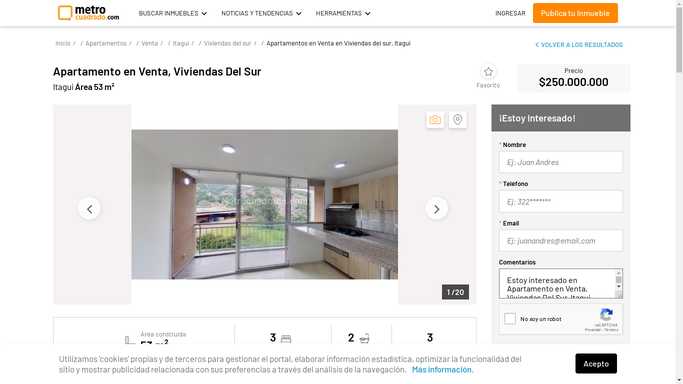 metro
cuadrado.com
BUSCAR INMUEBLES
NOTICIAS Y TENDENCIAS
HERRAMIENTAS
INGRESAR
Publica tu Inmueble
Inicio / / Apartamentos / / Venta / / Itagui / / Viviendas del sur / / Apartamentos en Venta en Viviendas del sur, Itagui
VOLVER A LOS RESULTADOS
Apartamento en Venta, Viviendas Del Sur
Itagui Área 53 m²
Favorito
Precio
$250.000.000
¡Estoy Interesado!
* Nombre
Ej: Juan Andres
* Teléfono
Ej: 322*******
* Email
Ej: juanandres@email.com
Comentarios
Estoy interesado en
Apartamento en Venta,
Viviendas Del Sur, Itagui
No soy un robot
reCAPTCHA
Privacidad - Términos
metrocuadrado.com
1 / 20
Área construida
53 m²
3
2
3
Utilizamos 'cookies' propias y de terceros para gestionar el portal, elaborar información estadística, optimizar la funcionalidad del
sitio y mostrar publicidad relacionada con sus preferencias a través del análisis de la navegación. Más información.
Acepto